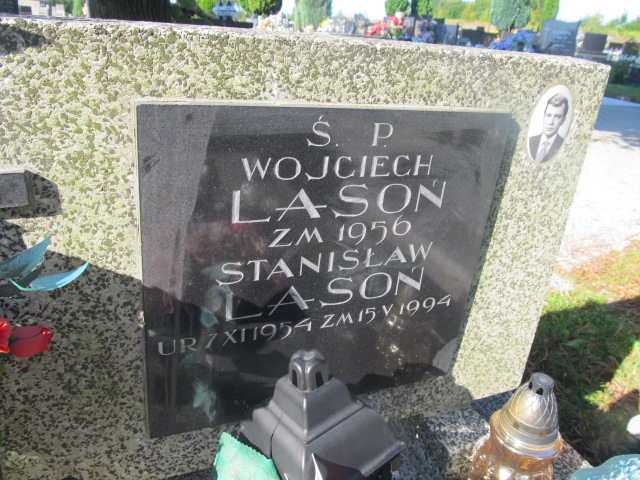 Ś. P.
WOJCIECH
LASOŃ
ZM 1956
STANISŁAW
LASOŃ
UR 7 XI 1954 ZM 15 V 1994